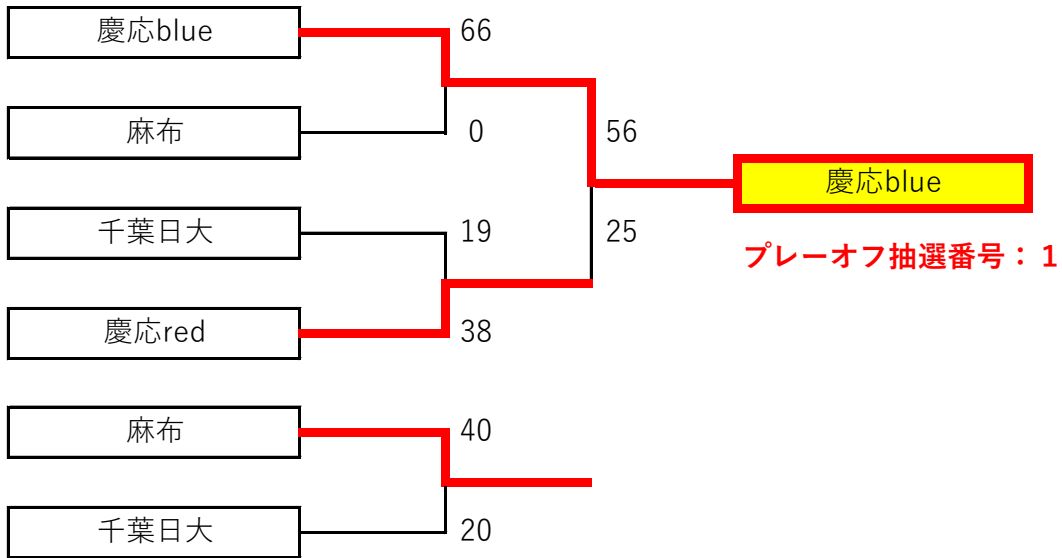 慶応blue
66
麻布
0
56
慶応blue
千葉日大
19
25
プレーオフ抽選番号：1
慶応red
38
麻布
40
千葉日大
20